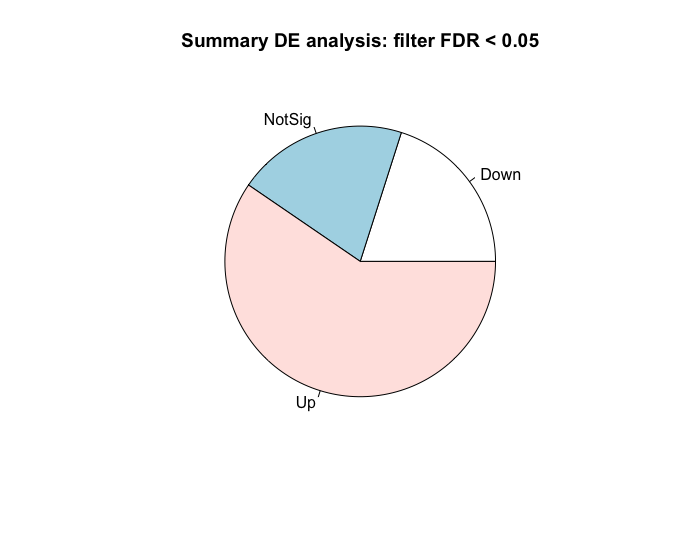 Summary DE analysis: filter FDR < 0.05
NotSig
Down
Up